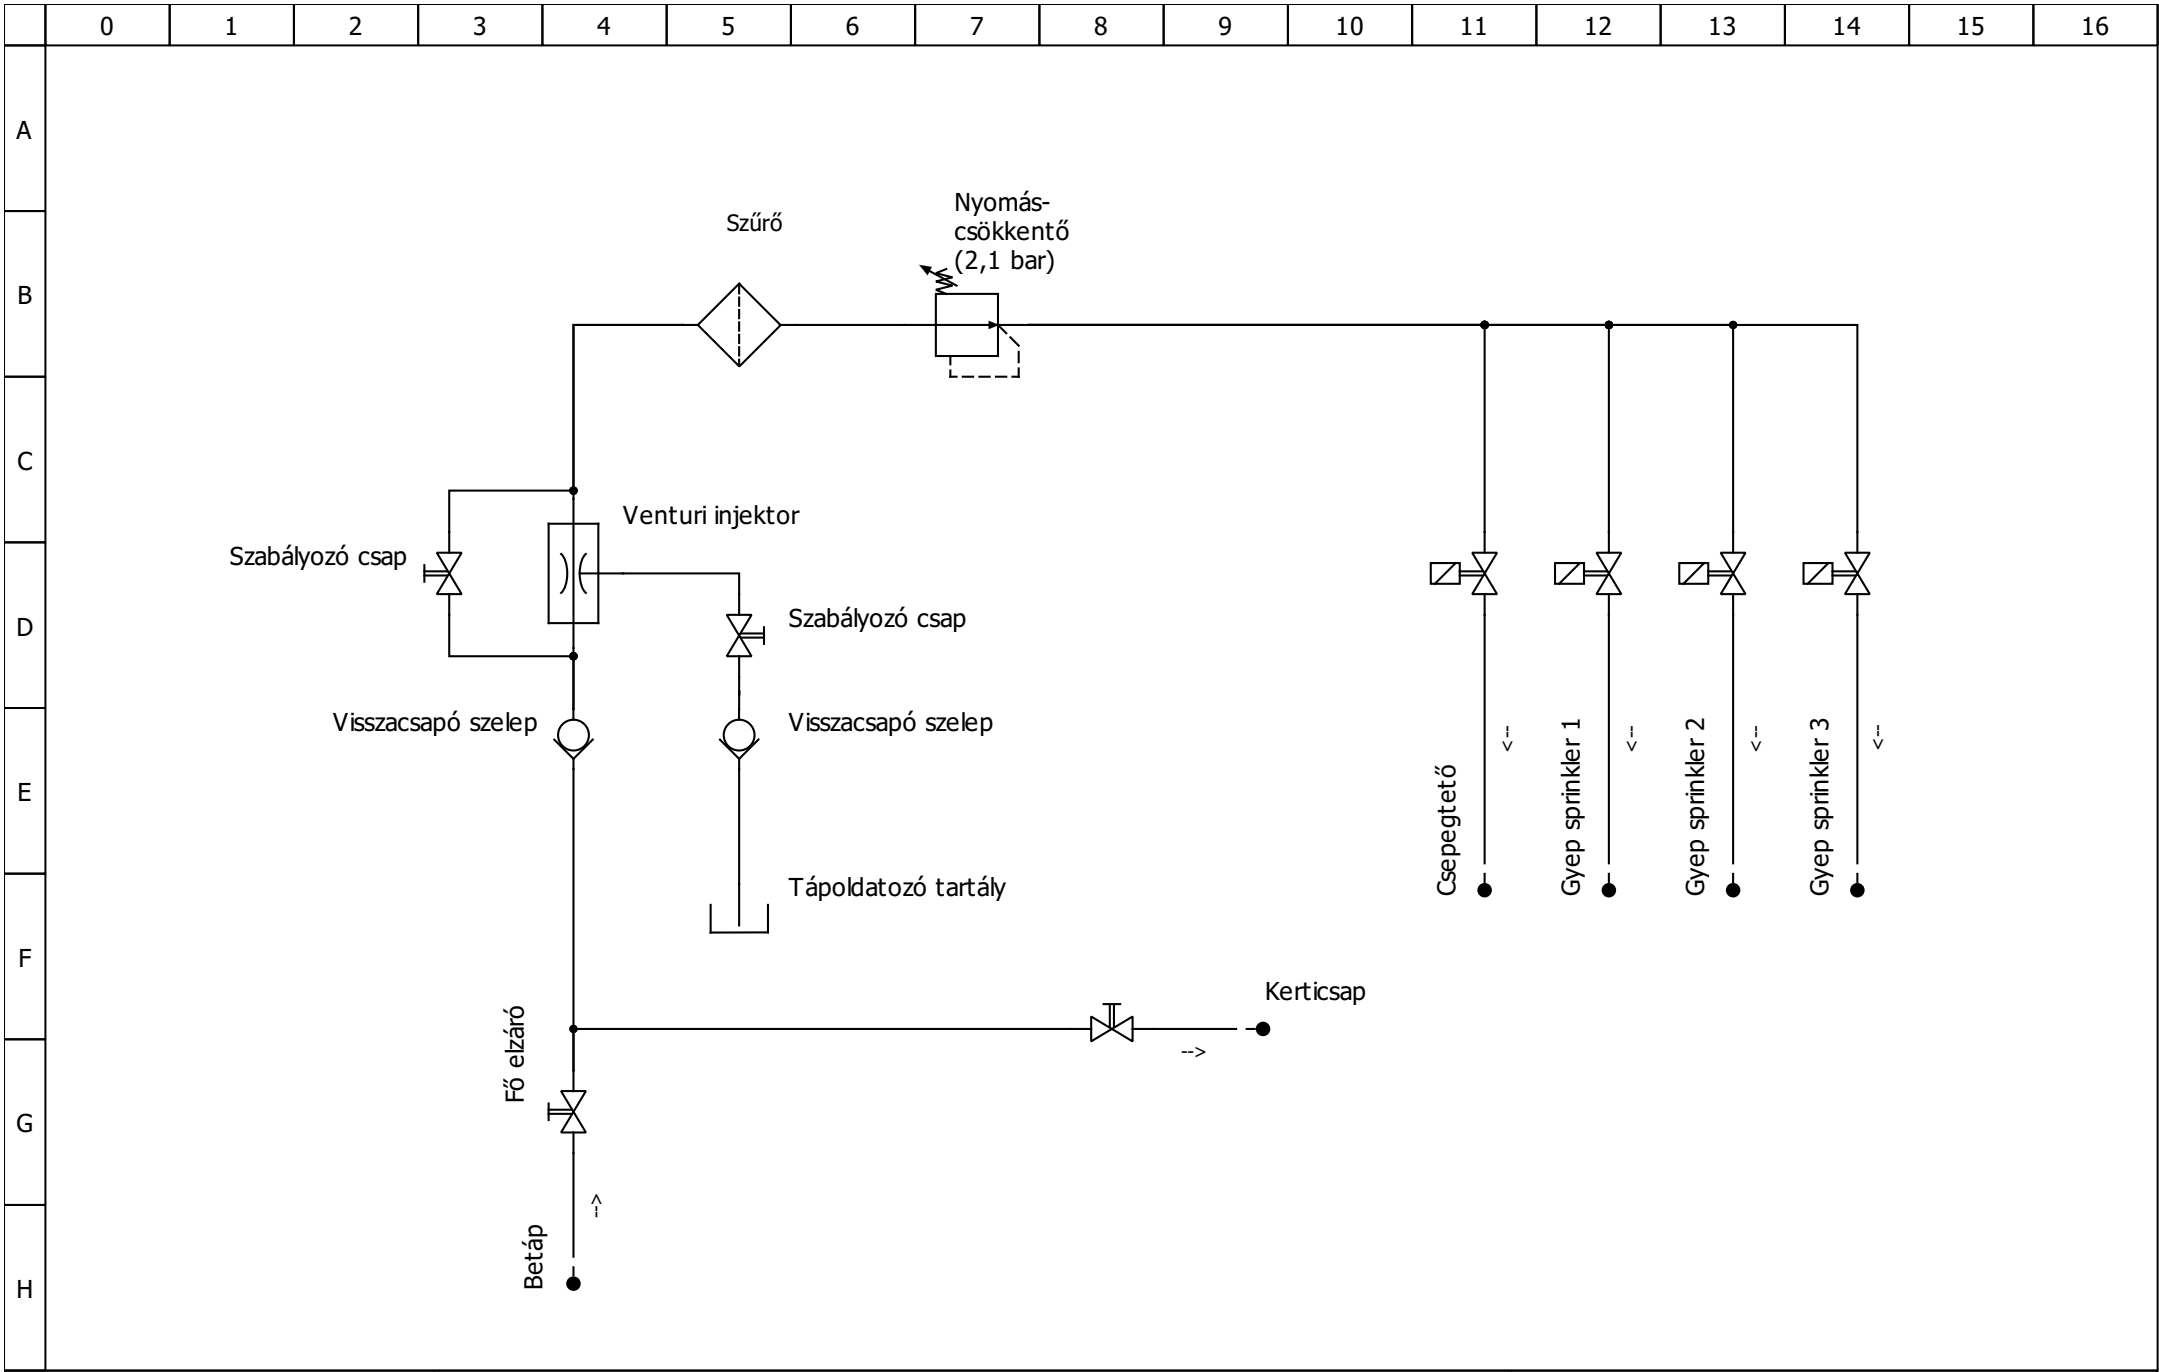 0 1 2 3 4 5 6 7 8 9 10 11 12 13 14 15 16
A
Nyomás-
csökkentő
(2,1 bar)
Szűrő
B
C
Venturi injektor
Szabályozó csap
Szabályozó csap
D
Visszacsapó szelep
Visszacsapó szelep
Csepegtető
Gyep sprinkler 1
Gyep sprinkler 2
Gyep sprinkler 3
<--
<--
<--
<--
E
Tápoldatozó tartály
F
Kerticsap
-->
Fő elzáró
G
-->
Betáp
H